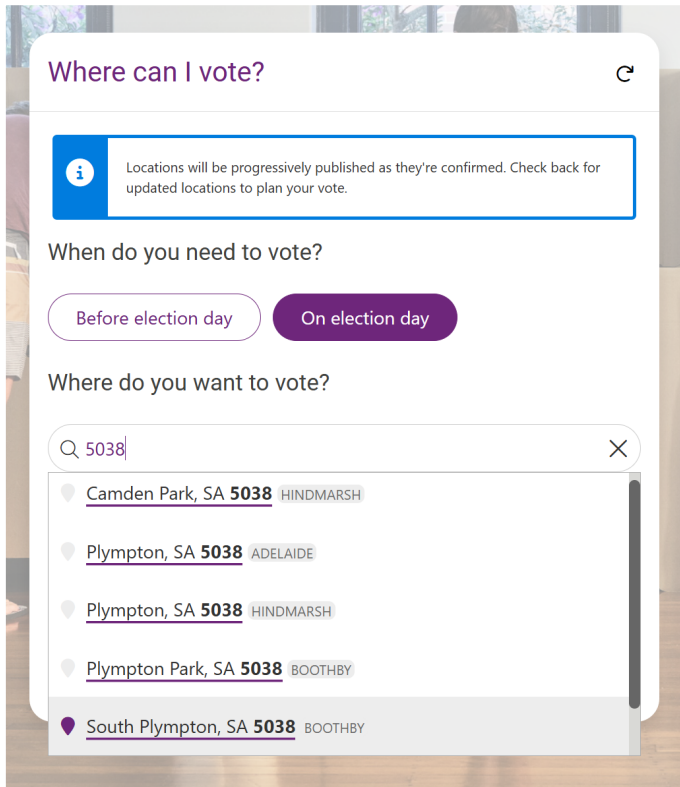 Where can I vote?
Locations will be progressively published as they're confirmed. Check back for
updated locations to plan your vote.
When do you need to vote?
Before election day
On election day
Where do you want to vote?
5038
Camden Park, SA 5038 HINDMARSH
Plympton, SA 5038 ADELAIDE
Plympton, SA 5038 HINDMARSH
Plympton Park, SA 5038 BOOTHBY
South Plympton, SA 5038 BOOTHBY